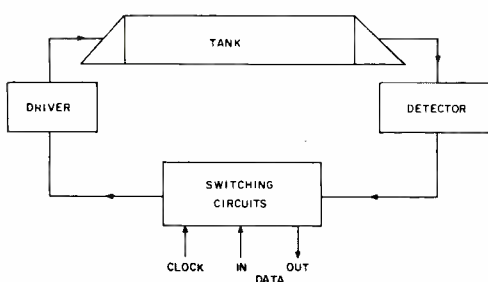 TANK
DRIVER
DETECTOR
SWITCHING
CIRCUITS
CLOCK IN OUT
DATA